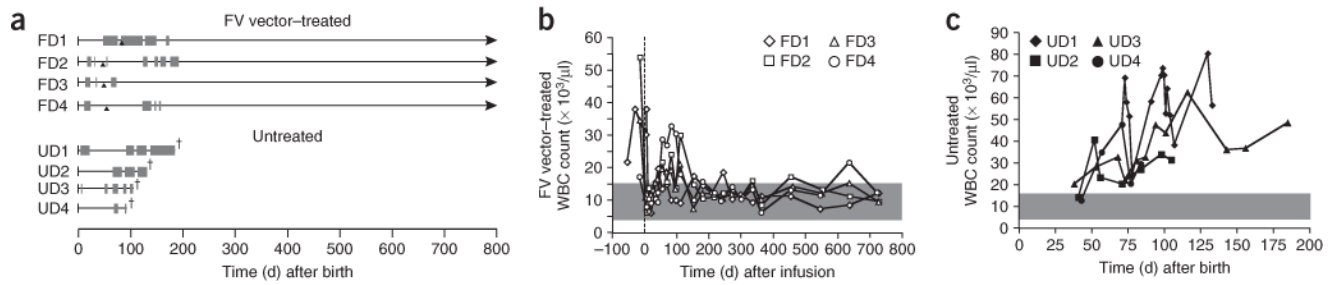 a
FV vector–treated
FD1
FD2
FD3
FD4
Untreated
UD1 †
UD2 †
UD3 †
UD4 †
0 100 200 300 400 500 600 700 800
Time (d) after birth
b
FV vector–treated
WBC count (× 10³/µl)
60
50
40
30
20
10
0
FD1 FD3
FD2 FD4
–100 0 100 200 300 400 500 600 700 800
Time (d) after infusion
c
Untreated
WBC count (× 10³/µl)
90
80
70
60
50
40
30
20
10
0
UD1 UD3
UD2 UD4
0 25 50 75 100 125 150 175 200
Time (d) after birth